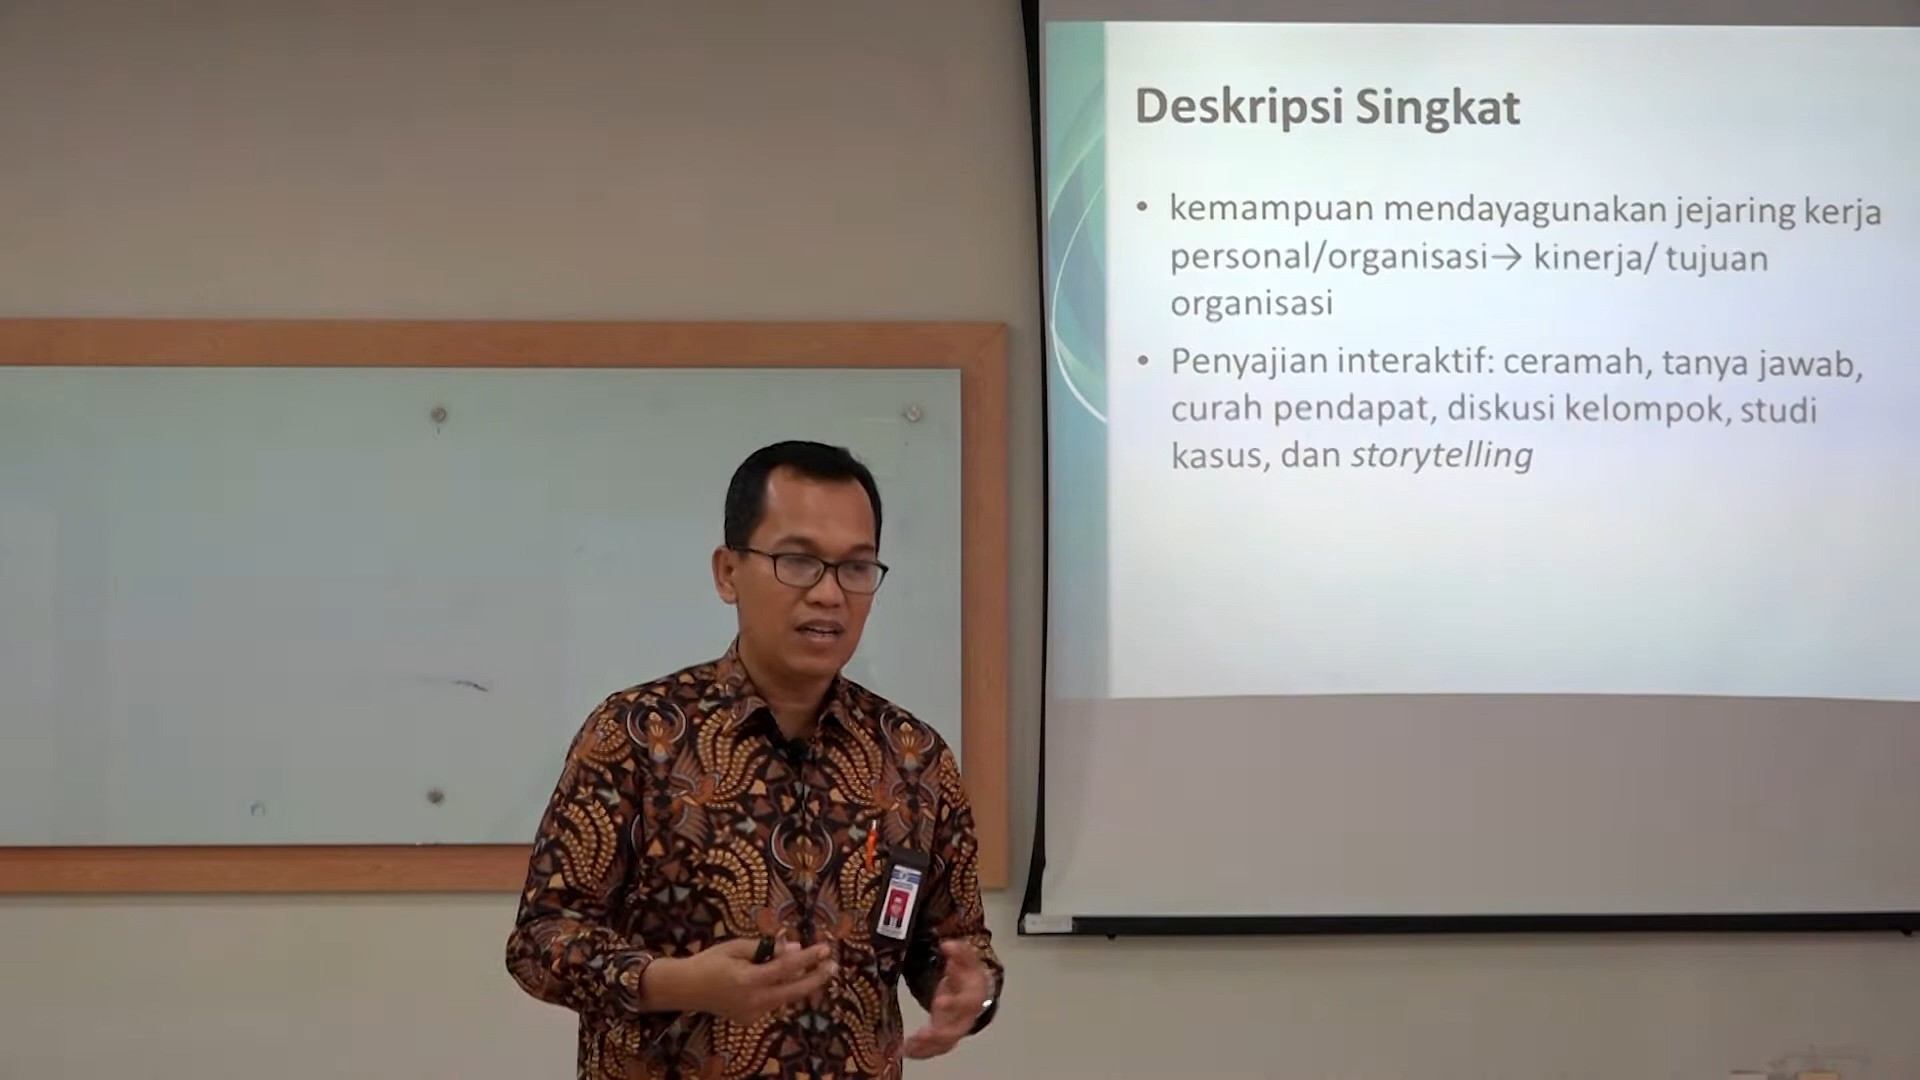 Deskripsi Singkat
• kemampuan mendayagunakan jejaring kerja
personal/organisasi→ kinerja/ tujuan
organisasi
• Penyajian interaktif: ceramah, tanya jawab,
curah pendapat, diskusi kelompok, studi
kasus, dan storytelling